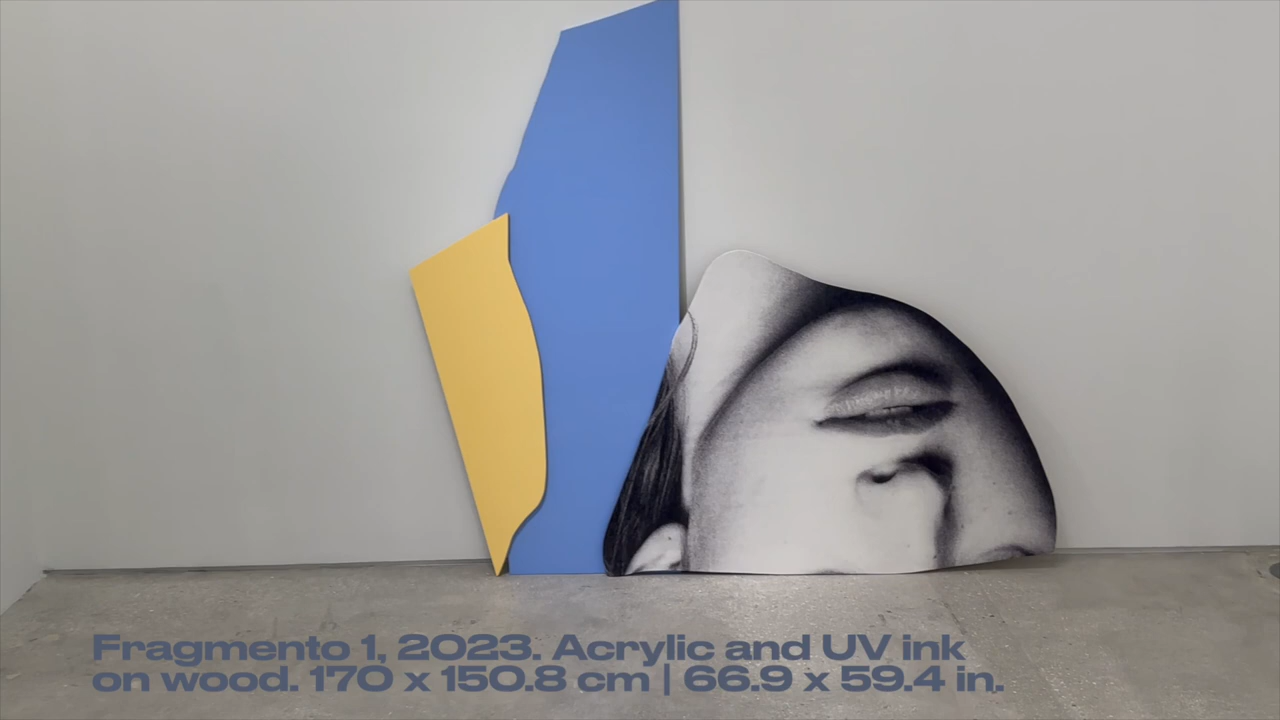 Fragmento 1, 2023. Acrylic and UV ink
on wood. 170 x 150.8 cm | 66.9 x 59.4 in.